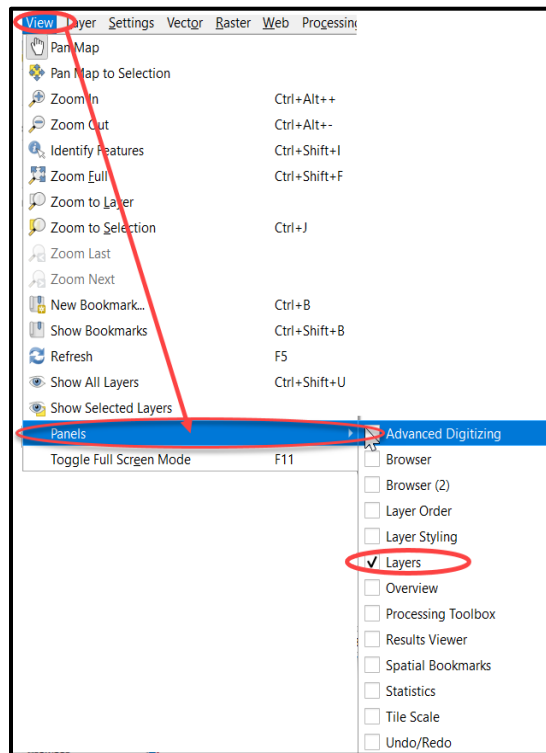 View Layer Settings Vector Raster Web Processing
Pan Map
Pan Map to Selection
Zoom In Ctrl+Alt++
Zoom Out Ctrl+Alt+-
Identify Features Ctrl+Shift+I
Zoom Full Ctrl+Shift+F
Zoom to Layer
Zoom to Selection Ctrl+J
Zoom Last
Zoom Next
New Bookmark... Ctrl+B
Show Bookmarks Ctrl+Shift+B
Refresh F5
Show All Layers Ctrl+Shift+U
Show Selected Layers
Panels
Toggle Full Screen Mode F11
Advanced Digitizing
Browser
Browser (2)
Layer Order
Layer Styling
Layers
Overview
Processing Toolbox
Results Viewer
Spatial Bookmarks
Statistics
Tile Scale
Undo/Redo